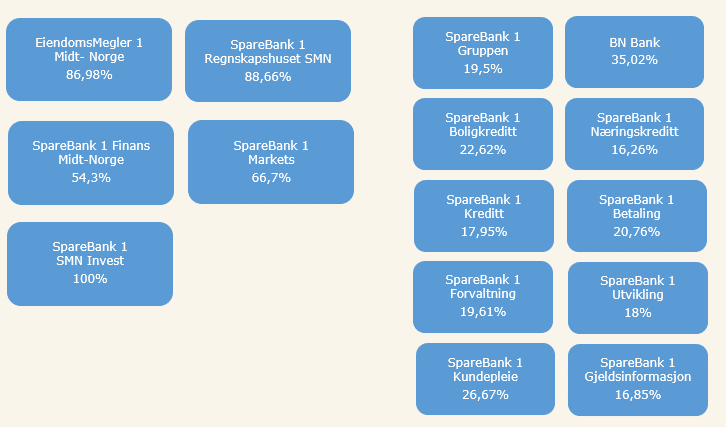 EiendomsMegler 1
Midt- Norge
86,98%
SpareBank 1
Regnskapshuset SMN
88,66%
SpareBank 1 Finans
Midt-Norge
54,3%
SpareBank 1
Markets
66,7%
SpareBank 1
SMN Invest
100%
SpareBank 1
Gruppen
19,5%
BN Bank
35,02%
SpareBank 1
Boligkreditt
22,62%
SpareBank 1
Næringskreditt
16,26%
SpareBank 1
Kreditt
17,95%
SpareBank 1
Betaling
20,76%
SpareBank 1
Forvaltning
19,61%
SpareBank 1
Utvikling
18%
SpareBank 1
Kundepleie
26,67%
SpareBank 1
Gjeldsinformasjon
16,85%